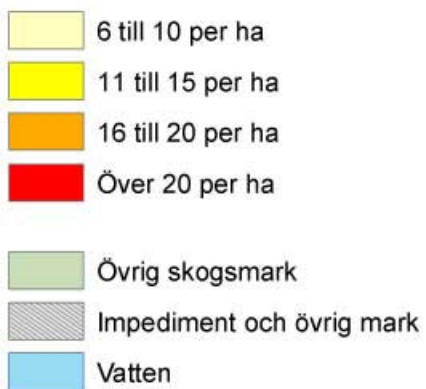 6 till 10 per ha
11 till 15 per ha
16 till 20 per ha
Över 20 per ha
Övrig skogsmark
Impediment och övrig mark
Vatten